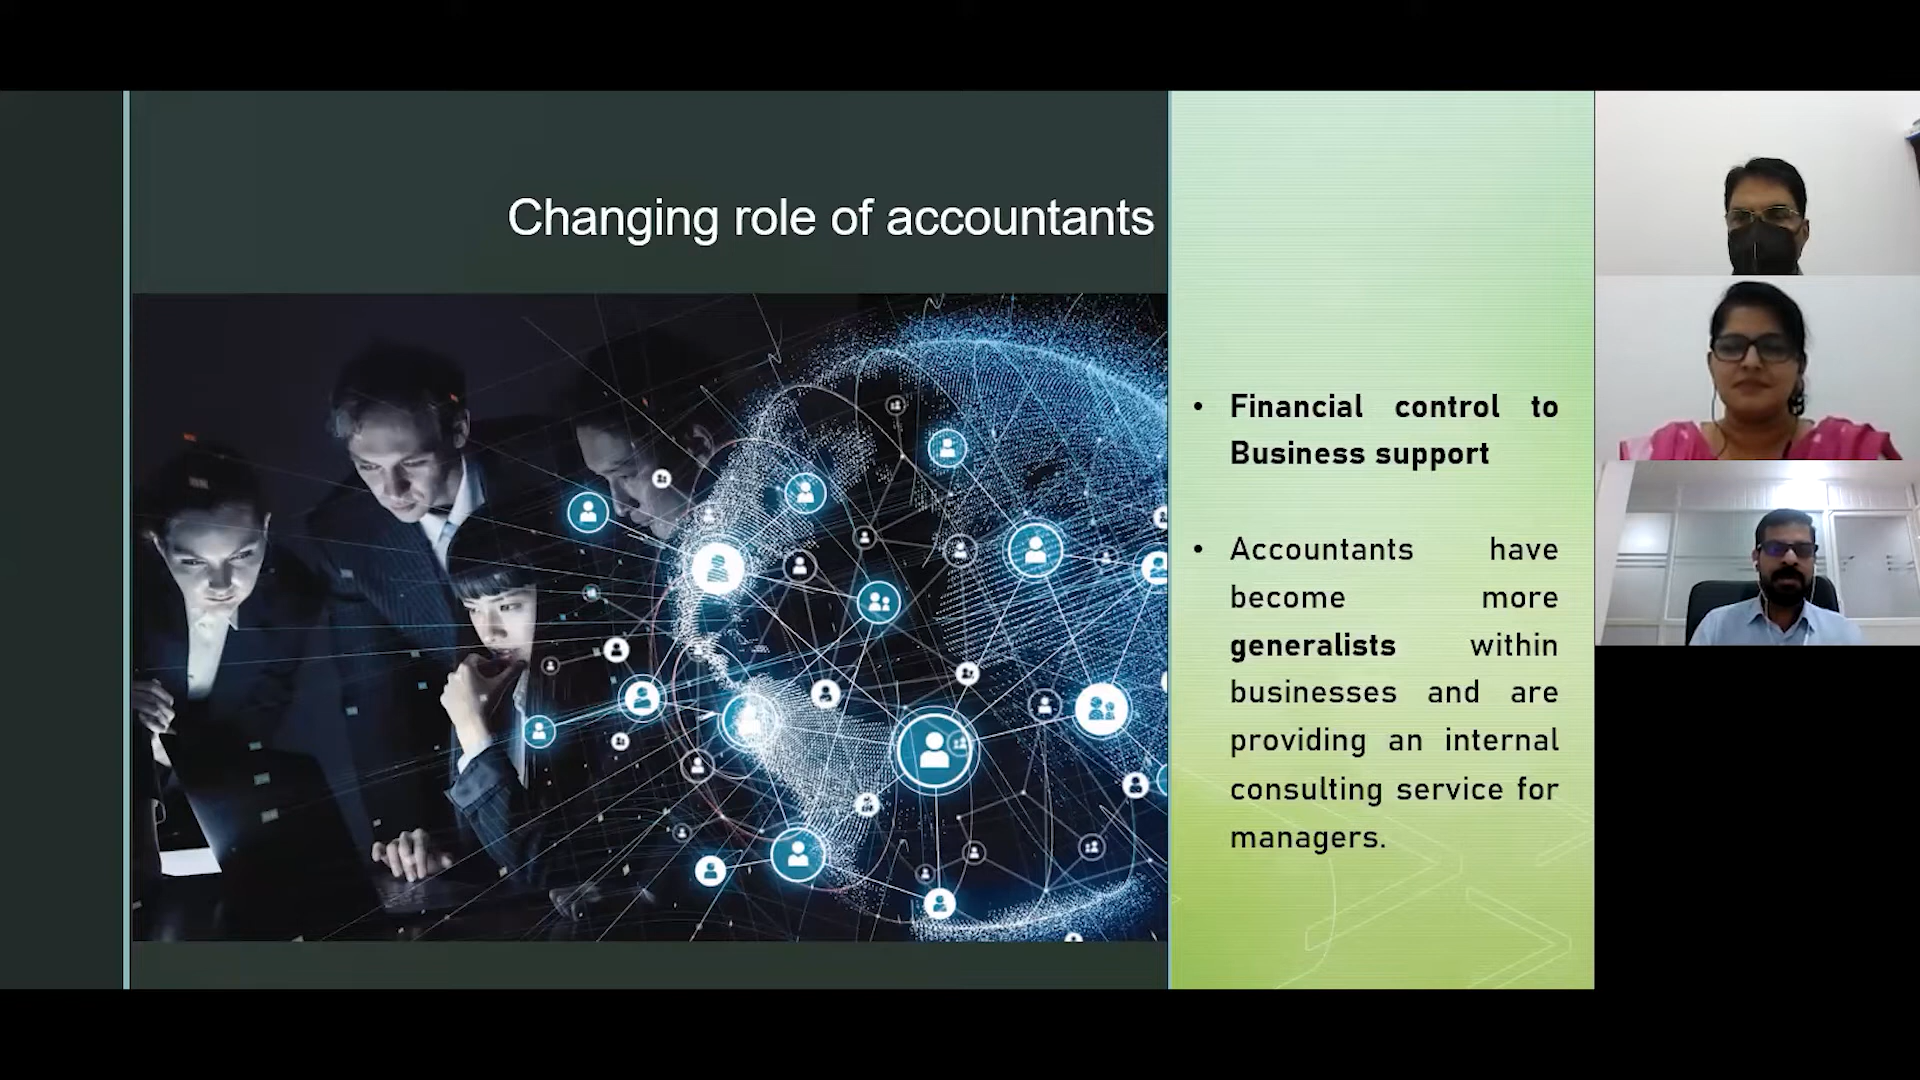 Changing role of accountants
• Financial control to
Business support
• Accountants have
become more
generalists within
businesses and are
providing an internal
consulting service for
managers.